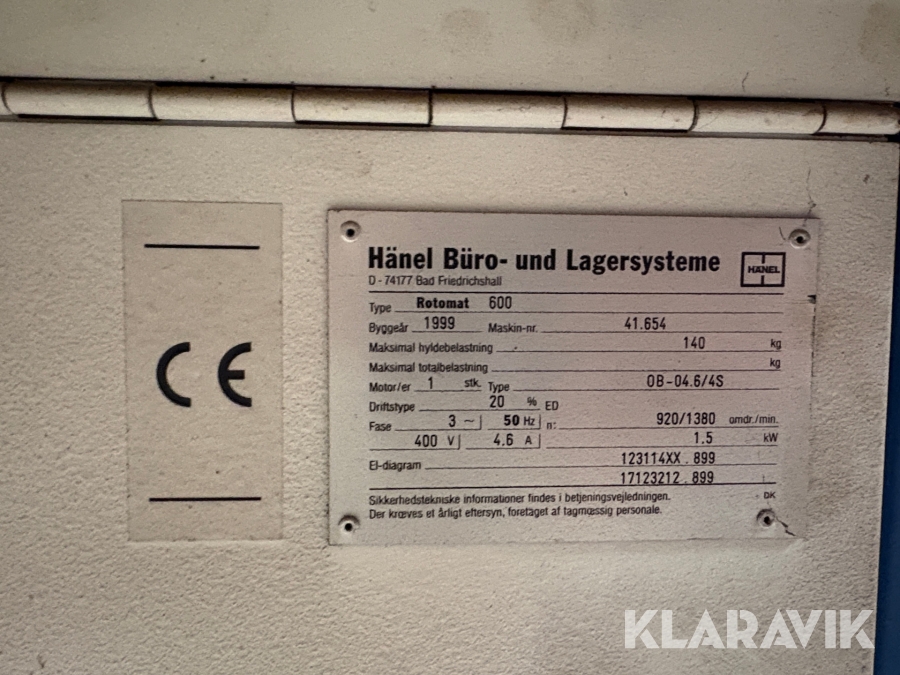 CE
Hänel Büro- und Lagersysteme
D - 74177 Bad Friedrichshall
HÄNEL
Type Rotomat 600
Byggeår 1999 Maskin-nr. 41.654
Maksimal hyldebelastning 140 kg
Maksimal totalbelastning kg
Motor/er 1 stk. Type OB-04.6/4S
Driftstype 20 % ED
Fase 3 ~ 50 Hz n: 920/1380 omdr./min.
400 V 4.6 A 1.5 kW
El-diagram 123114XX.899
17123212.899
Sikkerhedstekniske informationer findes i betjeningsvejledningen. DK
Der kræves et årligt eftersyn, foretaget af fagmæssig personale.
KLARAVIK